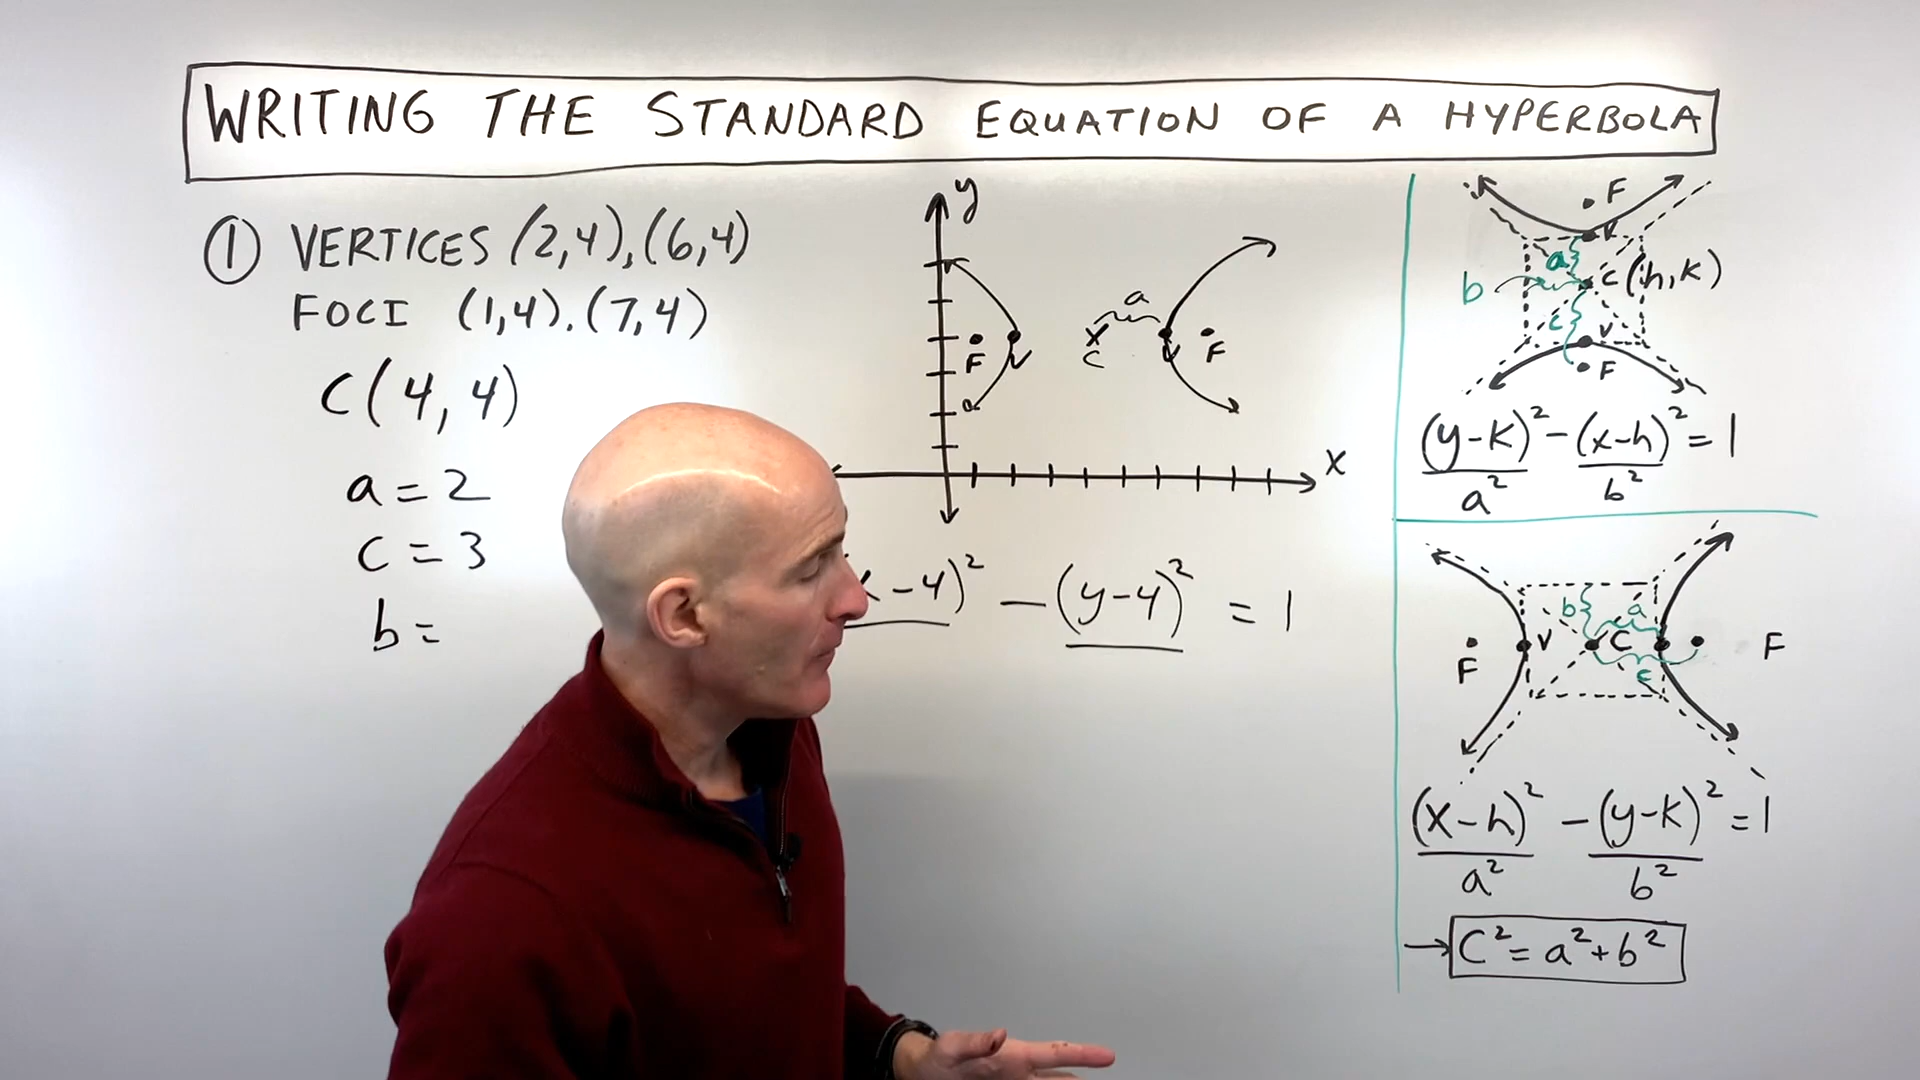 WRITING THE STANDARD EQUATION OF A HYPERBOLA
① VERTICES (2,4), (6,4)
FOCI (1,4), (7,4)
C(4,4)
a = 2
c = 3
b =
y
a
F V C V F
x
-4)² - (y-4)² = 1
F
V
a
b C (h,k)
c
V
F
(y-k)²/a² - (x-h)²/b² = 1
b a
F V C F
c
(x-h)²/a² - (y-k)²/b² = 1
→ C² = a² + b²